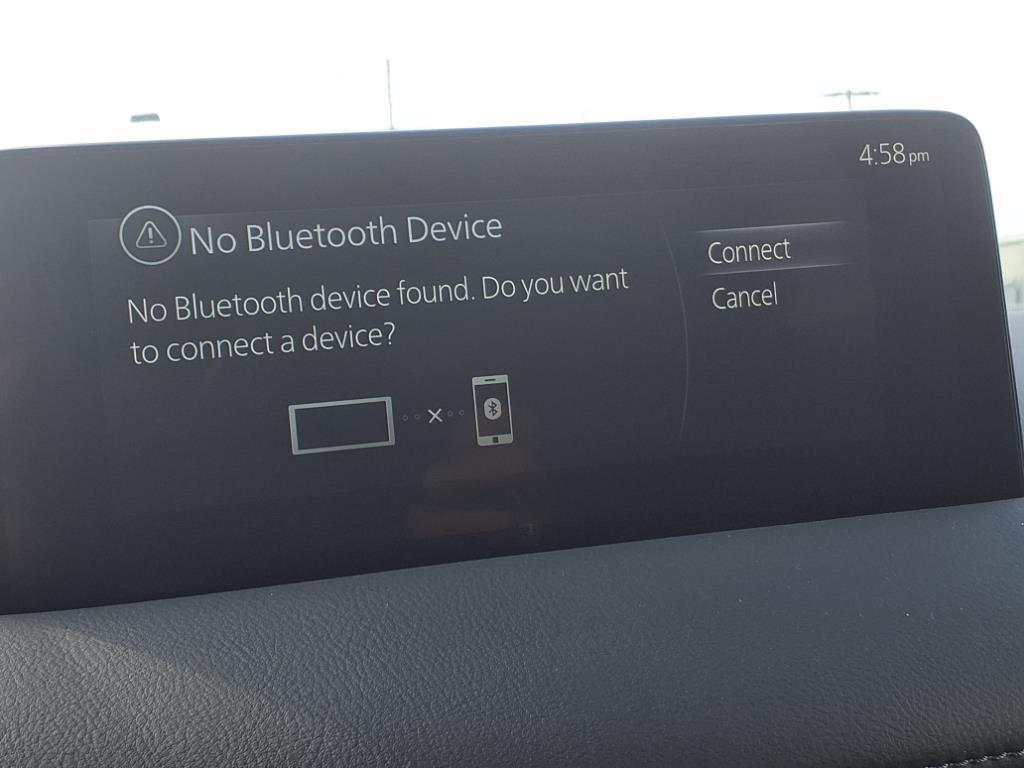 4:58pm
No Bluetooth Device
No Bluetooth device found. Do you want
to connect a device?
Connect
Cancel